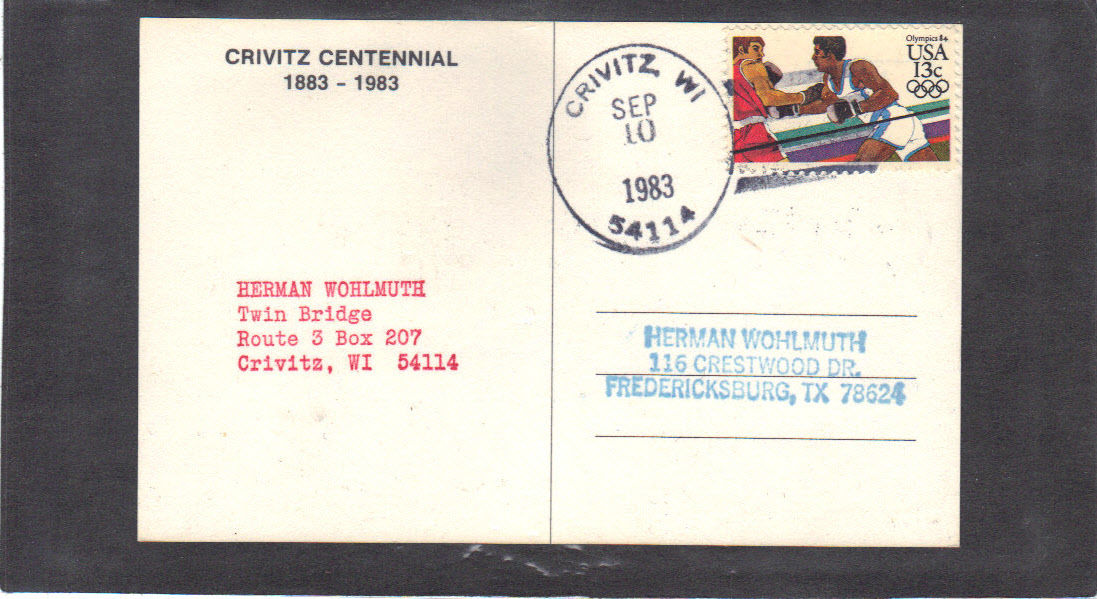 CRIVITZ CENTENNIAL
1883 - 1983
CRIVITZ, WI
SEP
10
1983
54114
Olympics 84
USA
13c
HERMAN WOHLMUTH
Twin Bridge
Route 3 Box 207
Crivitz, WI 54114
HERMAN WOHLMUTH
116 CRESTWOOD DR.
FREDERICKSBURG, TX 78624